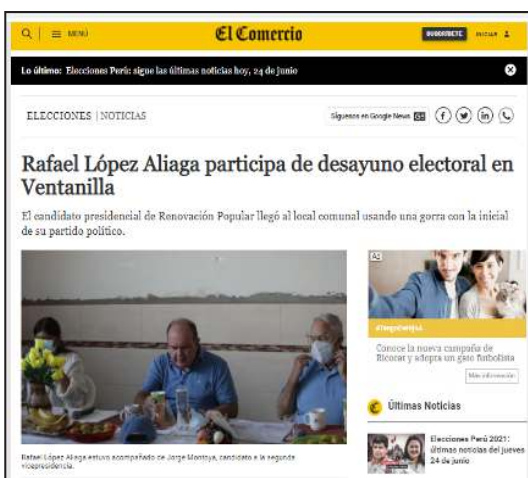 MENÚ
El Comercio
SUSCRÍBETE
INICIAR
Lo último: Elecciones Perú: sigue las últimas noticias hoy, 24 de junio
ELECCIONES | NOTICIAS
Síguenos en Google News
Rafael López Aliaga participa de desayuno electoral en
Ventanilla
El candidato presidencial de Renovación Popular llegó al local comunal usando una gorra con la inicial
de su partido político.
Conoce la nueva campaña de
Ricocat y adopta un gato futbolista
Más información
Últimas Noticias
Elecciones Perú 2021:
últimas noticias del jueves
24 de junio
Rafael López Aliaga estuvo acompañado de Jorge Montoya, candidato a la segunda
vicepresidencia.